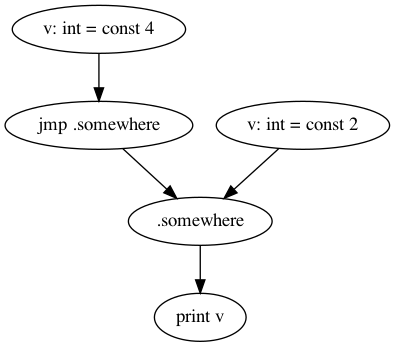 v: int = const 4
jmp .somewhere
v: int = const 2
.somewhere
print v